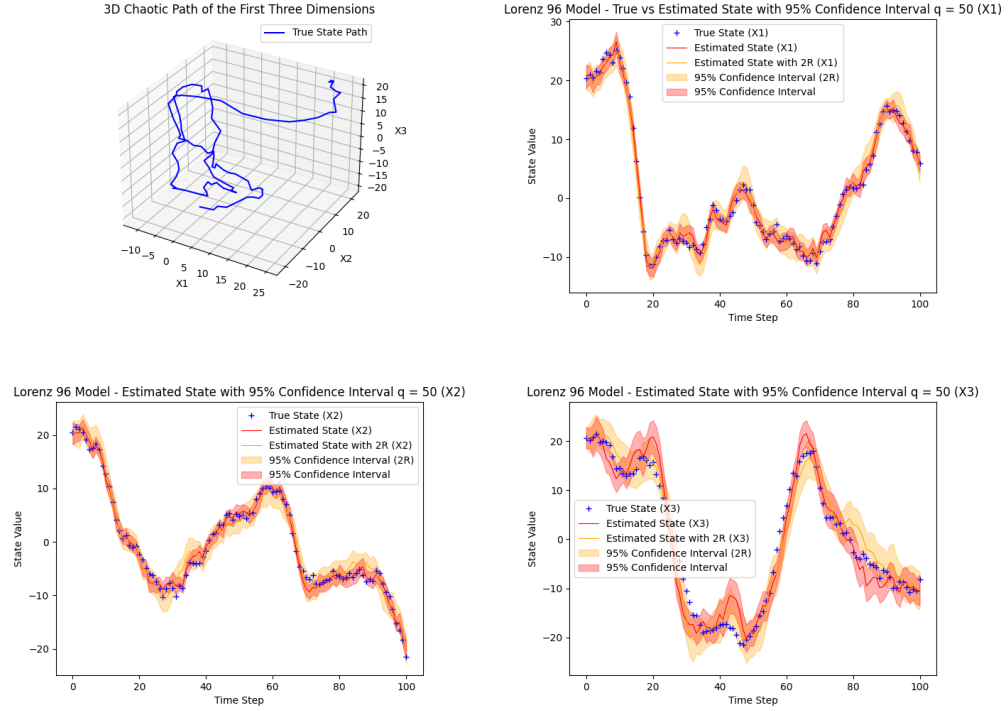 3D Chaotic Path of the First Three Dimensions
True State Path
20
15
10
5
0
−5
−10
−15
−20
X3
−10
−5
0
5
10
15
20
25
X1
−20
−10
0
10
20
X2
Lorenz 96 Model - True vs Estimated State with 95% Confidence Interval q = 50 (X1)
True State (X1)
Estimated State (X1)
Estimated State with 2R (X1)
95% Confidence Interval (2R)
95% Confidence Interval
30
20
10
0
−10
State Value
0 20 40 60 80 100
Time Step
Lorenz 96 Model - Estimated State with 95% Confidence Interval q = 50 (X2)
True State (X2)
Estimated State (X2)
Estimated State with 2R (X2)
95% Confidence Interval (2R)
95% Confidence Interval
20
10
0
−10
−20
State Value
0 20 40 60 80 100
Time Step
Lorenz 96 Model - Estimated State with 95% Confidence Interval q = 50 (X3)
True State (X3)
Estimated State (X3)
Estimated State with 2R (X3)
95% Confidence Interval (2R)
95% Confidence Interval
20
10
0
−10
−20
State Value
0 20 40 60 80 100
Time Step